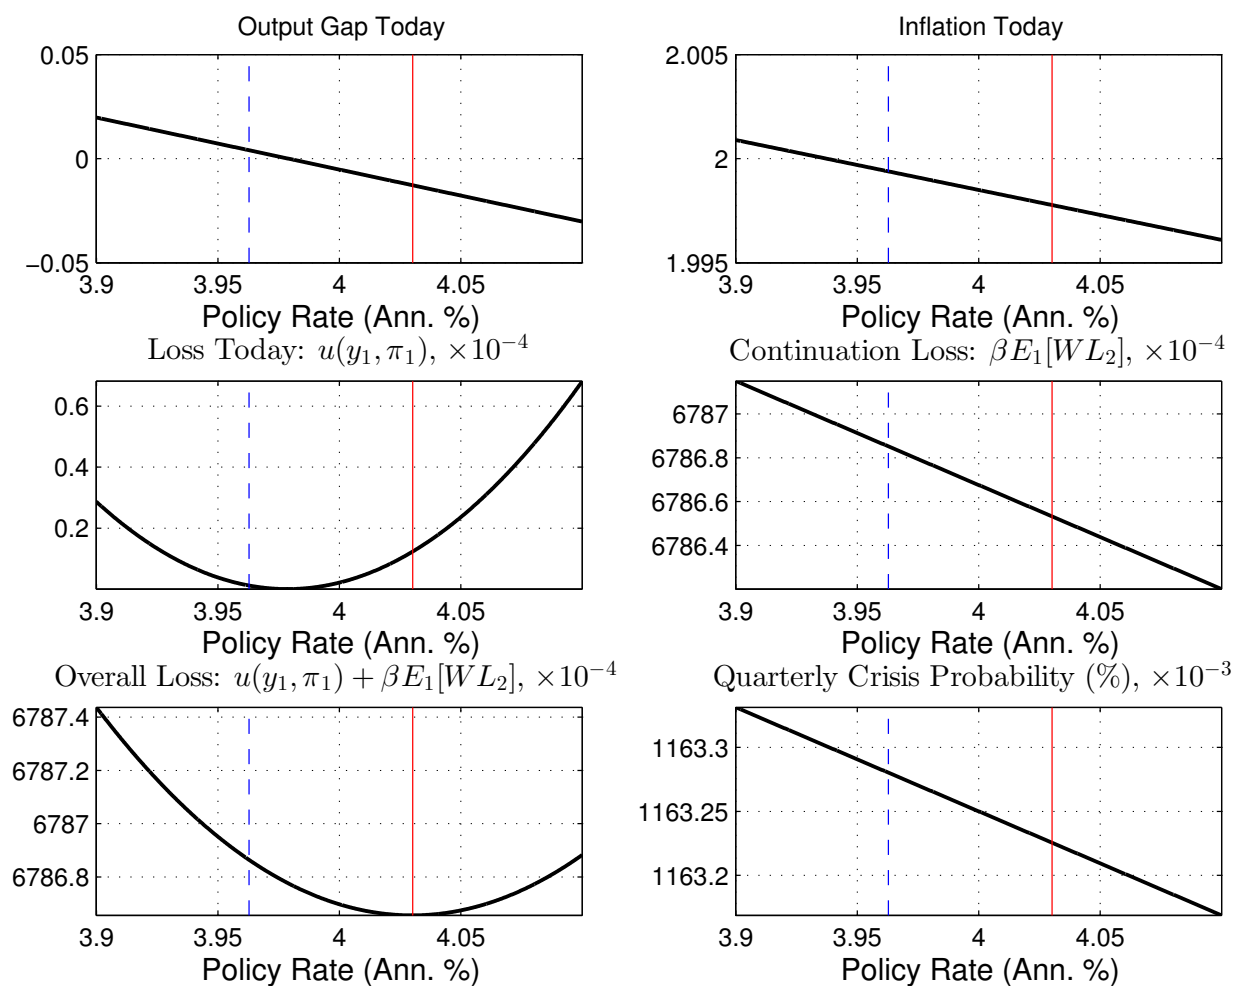 Output Gap Today
0.05
0
−0.05
3.9 3.95 4 4.05
Policy Rate (Ann. %)
Inflation Today
2.005
2
1.995
3.9 3.95 4 4.05
Policy Rate (Ann. %)
Loss Today: u(y₁, π₁), ×10⁻⁴
0.6
0.4
0.2
3.9 3.95 4 4.05
Policy Rate (Ann. %)
Continuation Loss: βE₁[WL₂], ×10⁻⁴
6787
6786.8
6786.6
6786.4
3.9 3.95 4 4.05
Policy Rate (Ann. %)
Overall Loss: u(y₁, π₁) + βE₁[WL₂], ×10⁻⁴
6787.4
6787.2
6787
6786.8
3.9 3.95 4 4.05
Policy Rate (Ann. %)
Quarterly Crisis Probability (%), ×10⁻³
1163.3
1163.25
1163.2
3.9 3.95 4 4.05
Policy Rate (Ann. %)